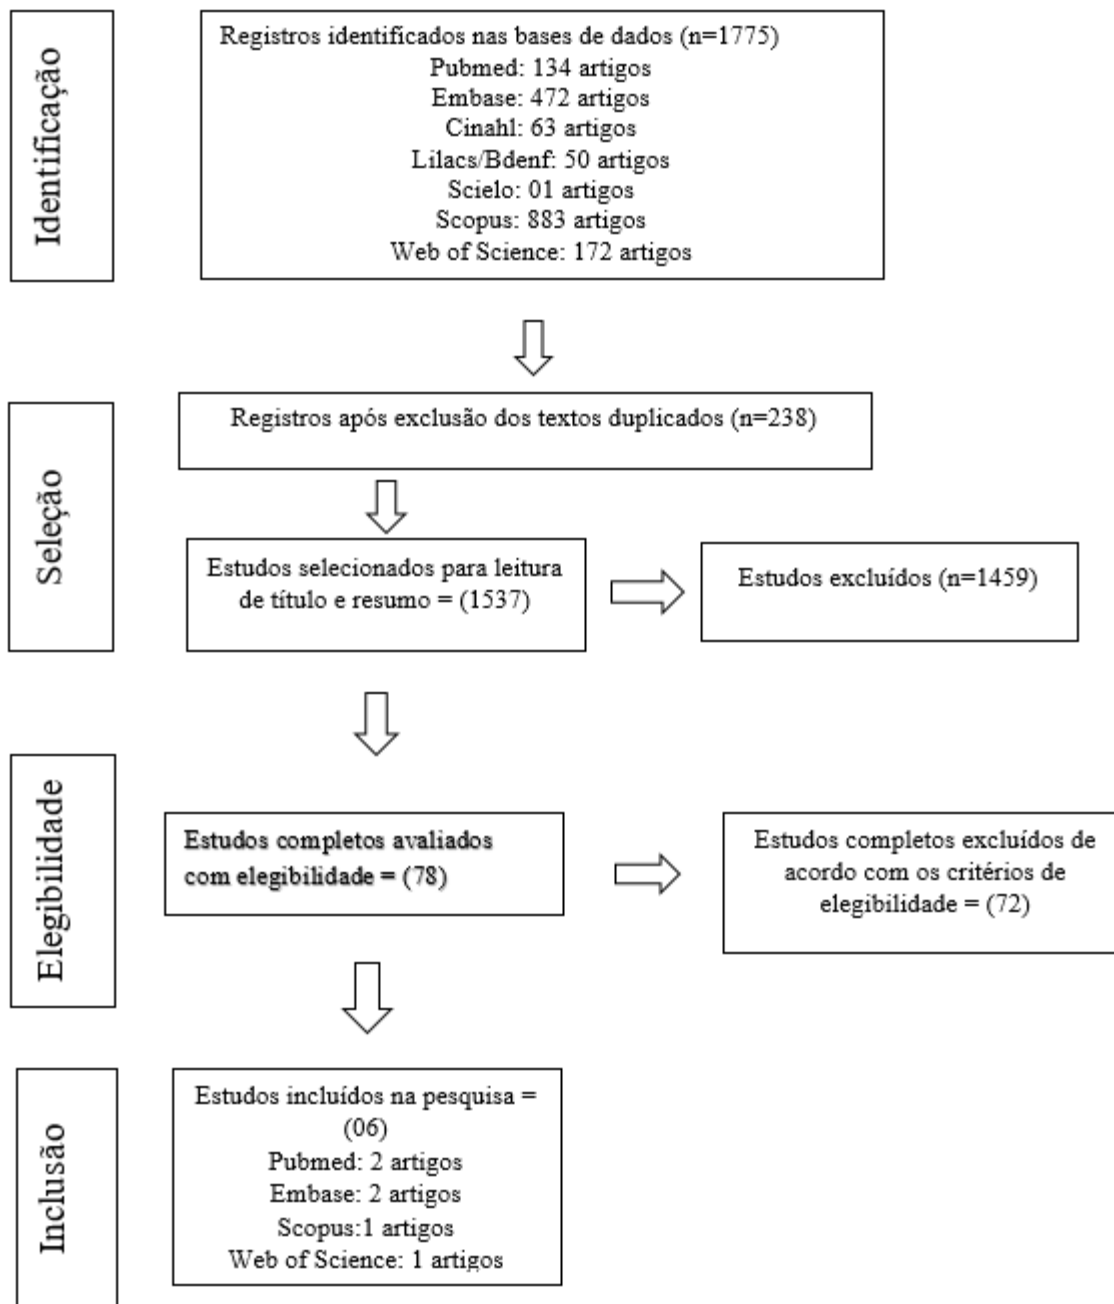 Identificação
Registros identificados nas bases de dados (n=1775)
Pubmed: 134 artigos
Embase: 472 artigos
Cinahl: 63 artigos
Lilacs/Bdenf: 50 artigos
Scielo: 01 artigos
Scopus: 883 artigos
Web of Science: 172 artigos
Seleção
Registros após exclusão dos textos duplicados (n=238)
Estudos selecionados para leitura
de título e resumo = (1537)
Estudos excluídos (n=1459)
Elegibilidade
Estudos completos avaliados
com elegibilidade = (78)
Estudos completos excluídos de
acordo com os critérios de
elegibilidade = (72)
Inclusão
Estudos incluídos na pesquisa =
(06)
Pubmed: 2 artigos
Embase: 2 artigos
Scopus:1 artigos
Web of Science: 1 artigos